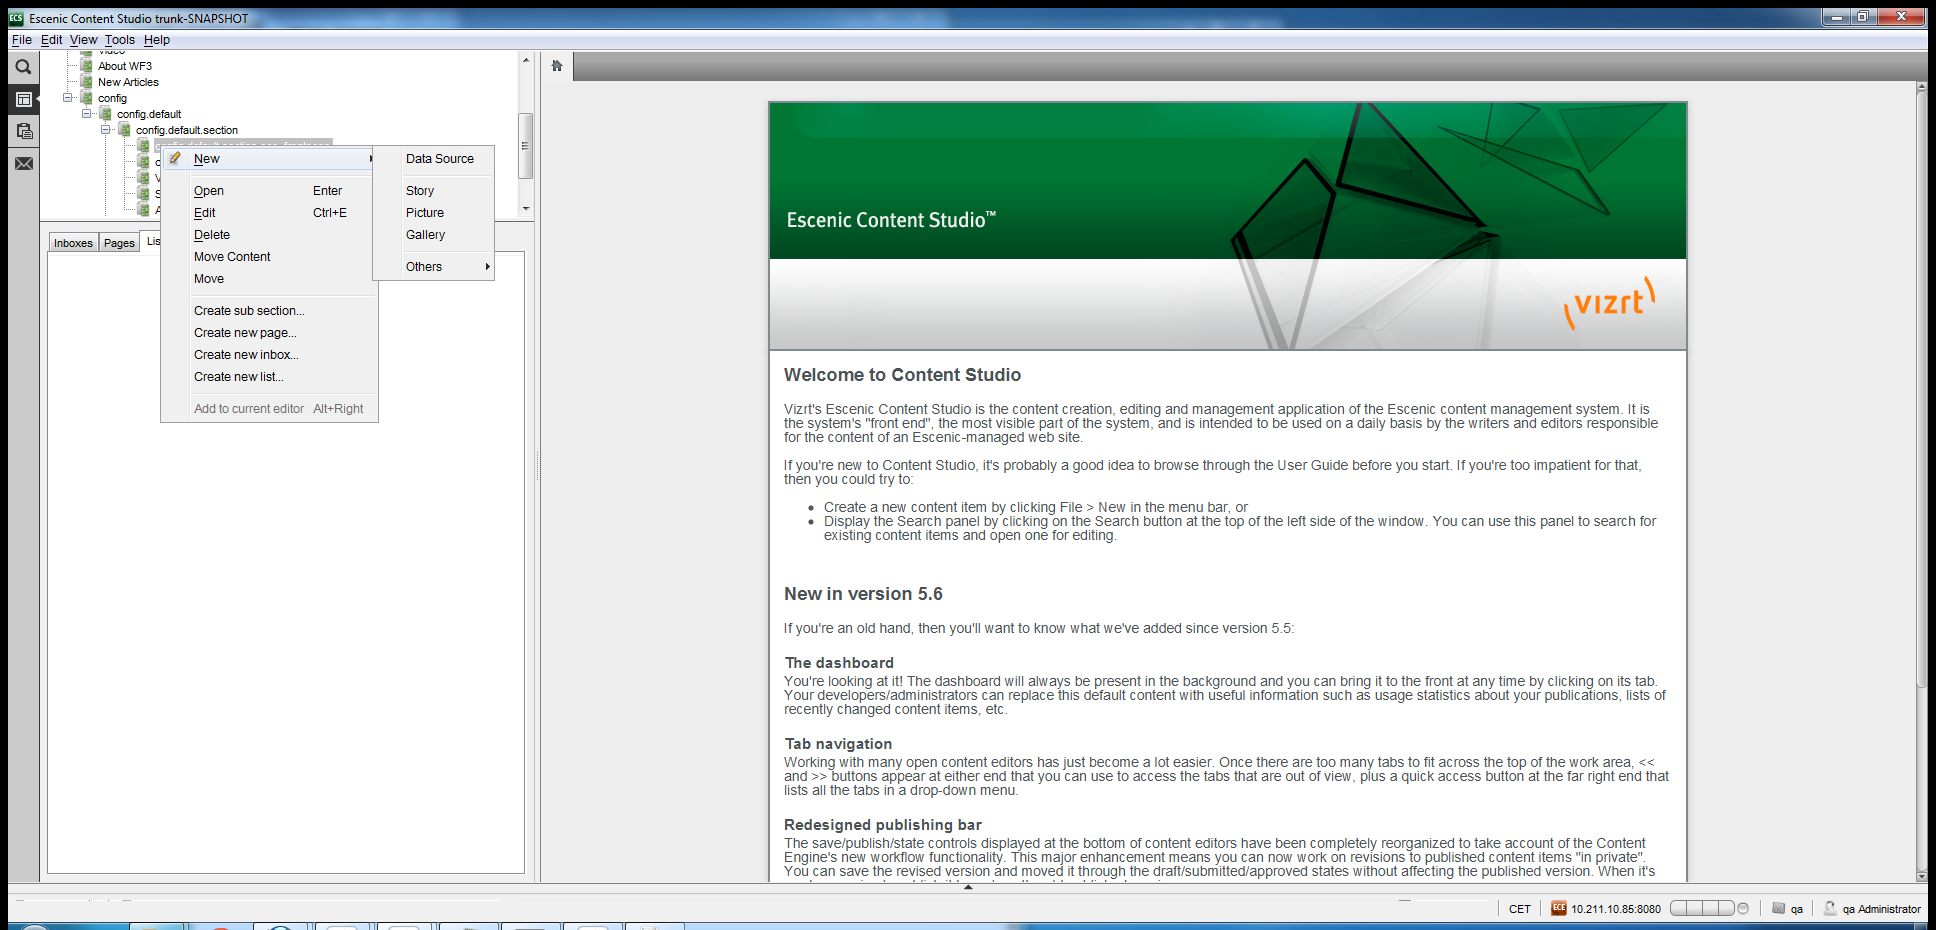 Escenic Content Studio trunk-SNAPSHOT
File Edit View Tools Help
Video
About WF3
New Articles
config
config.default
config.default.section
New
Open Enter
Edit Ctrl+E
Delete
Move Content
Move
Create sub section...
Create new page...
Create new inbox...
Create new list...
Add to current editor Alt+Right
Data Source
Story
Picture
Gallery
Others
Inboxes Pages Lis
Escenic Content Studio™
vizrt
Welcome to Content Studio
Vizrt's Escenic Content Studio is the content creation, editing and management application of the Escenic content management system. It is
the system's "front end", the most visible part of the system, and is intended to be used on a daily basis by the writers and editors responsible
for the content of an Escenic-managed web site.
If you're new to Content Studio, it's probably a good idea to browse through the User Guide before you start. If you're too impatient for that,
then you could try to:
• Create a new content item by clicking File > New in the menu bar, or
• Display the Search panel by clicking on the Search button at the top of the left side of the window. You can use this panel to search for
existing content items and open one for editing.
New in version 5.6
If you're an old hand, then you'll want to know what we've added since version 5.5:
The dashboard
You're looking at it! The dashboard will always be present in the background and you can bring it to the front at any time by clicking on its tab.
Your developers/administrators can replace this default content with useful information such as usage statistics about your publications, lists of
recently changed content items, etc.
Tab navigation
Working with many open content editors has just become a lot easier. Once there are too many tabs to fit across the top of the work area, <<
and >> buttons appear at either end that you can use to access the tabs that are out of view, plus a quick access button at the far right end that
lists all the tabs in a drop-down menu.
Redesigned publishing bar
The save/publish/state controls displayed at the bottom of content editors have been completely reorganized to take account of the Content
Engine's new workflow functionality. This major enhancement means you can now work on revisions to published content items "in private".
You can save the revised version and moved it through the draft/submitted/approved states without affecting the published version. When it's
CET ECE 10.211.10.85:8080 qa qa Administrator